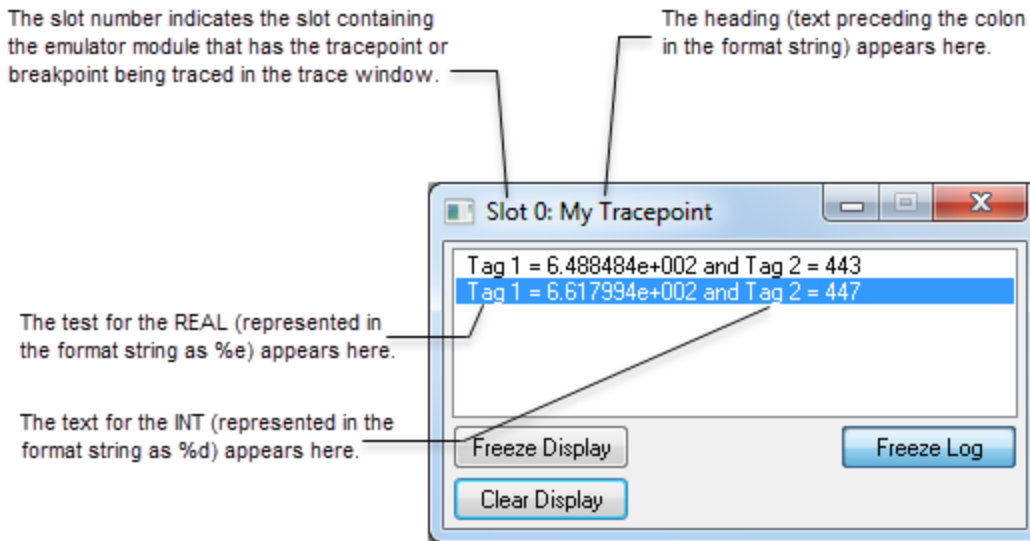 The slot number indicates the slot containing
the emulator module that has the tracepoint or
breakpoint being traced in the trace window.
The heading (text preceding the colon
in the format string) appears here.
Slot 0: My Tracepoint
Tag 1 = 6.488484e+002 and Tag 2 = 443
Tag 1 = 6.617994e+002 and Tag 2 = 447
The test for the REAL (represented in
the format string as %e) appears here.
The text for the INT (represented in the
format string as %d) appears here.
Freeze Display
Freeze Log
Clear Display